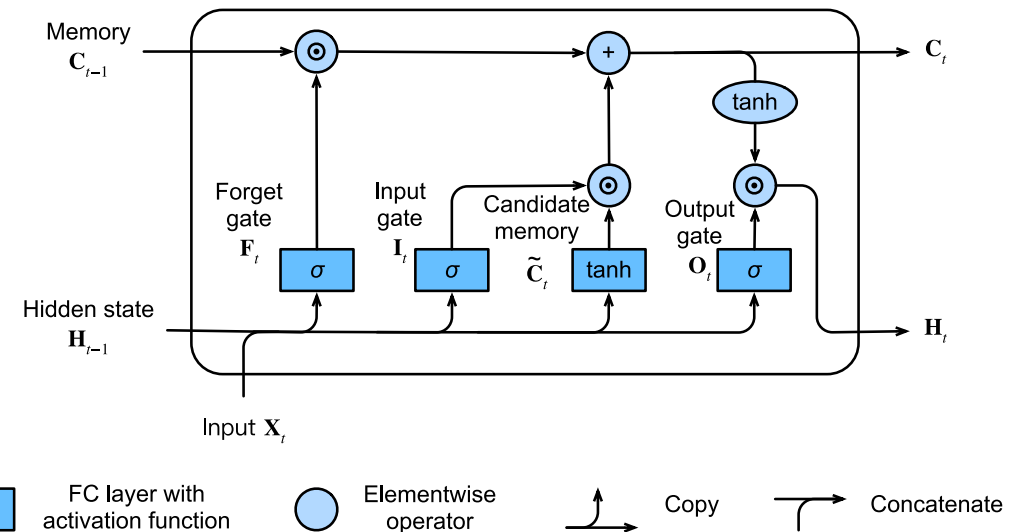 Memory
C_{t-1}
+
C_t
tanh
Forget
gate
F_t
Input
gate
I_t
Candidate
memory
C̃_t
Output
gate
O_t
σ
σ
tanh
σ
Hidden state
H_{t-1}
H_t
Input X_t
FC layer with
activation function
Elementwise
operator
Copy
Concatenate